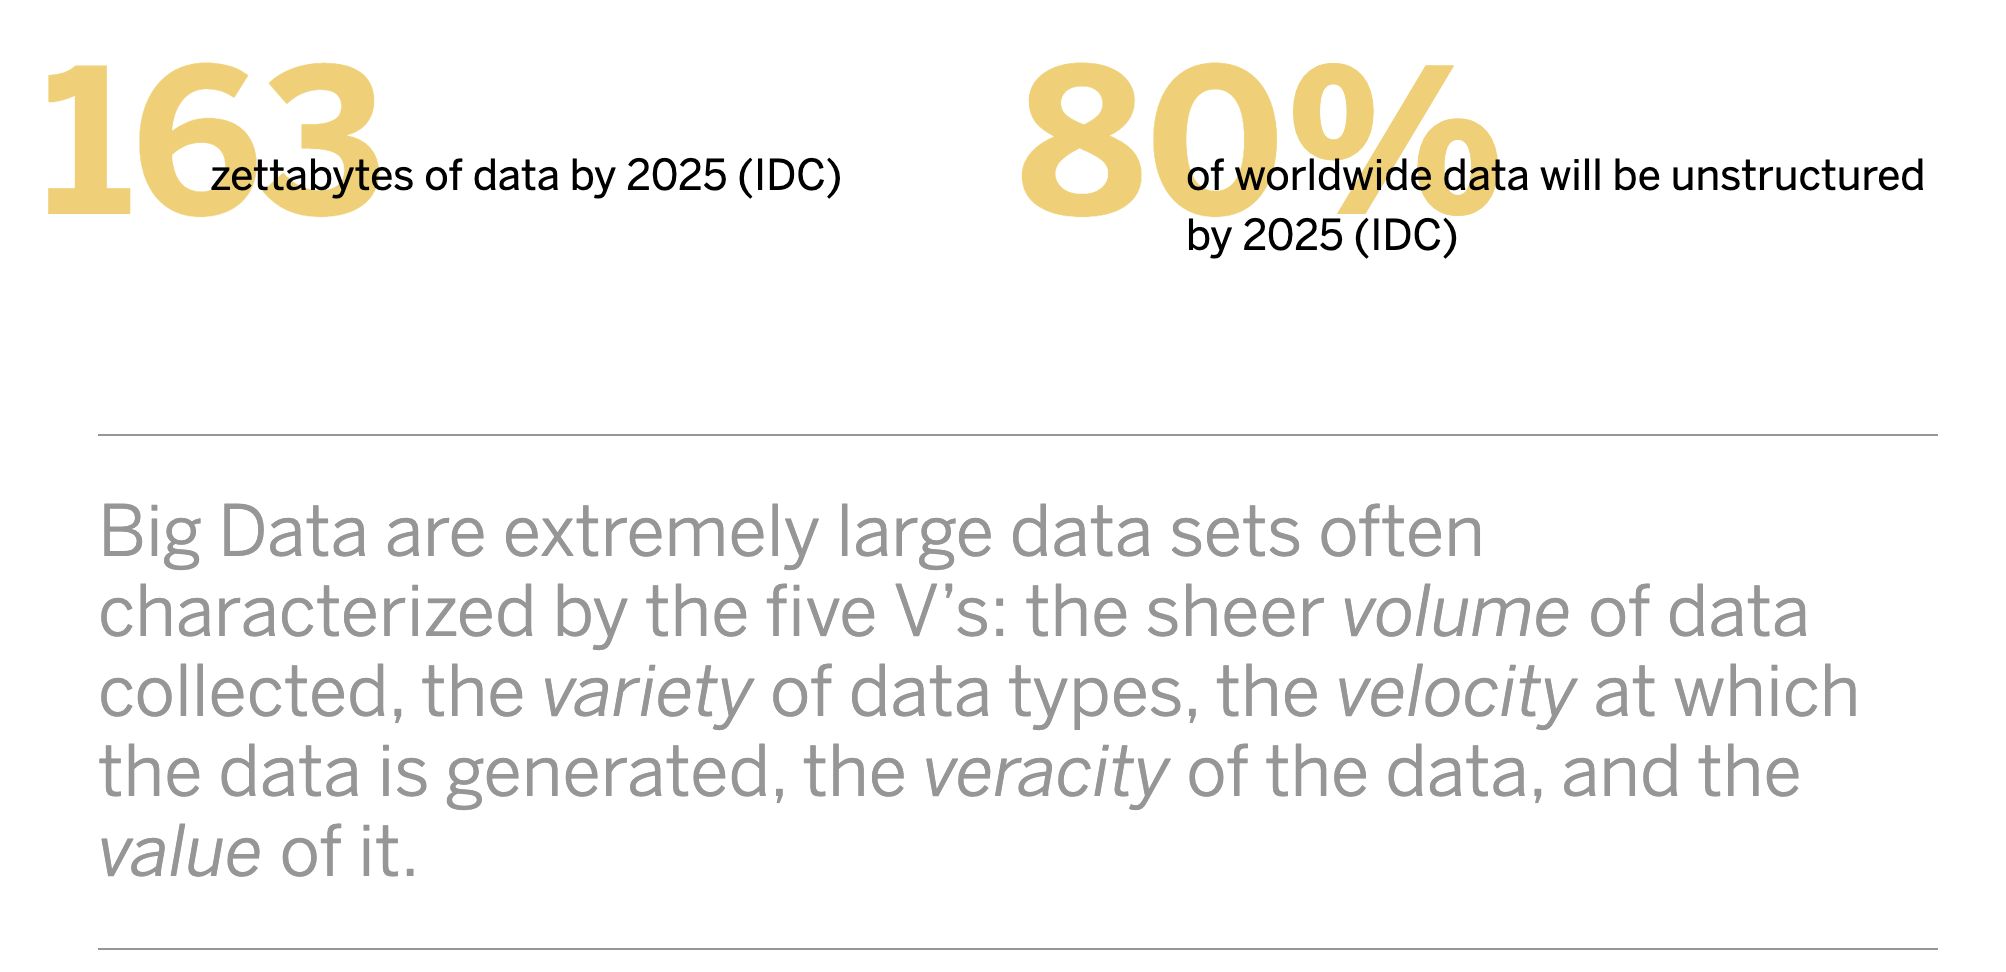 163
zettabytes of data by 2025 (IDC)
80%
of worldwide data will be unstructured
by 2025 (IDC)
Big Data are extremely large data sets often
characterized by the five V’s: the sheer volume of data
collected, the variety of data types, the velocity at which
the data is generated, the veracity of the data, and the
value of it.